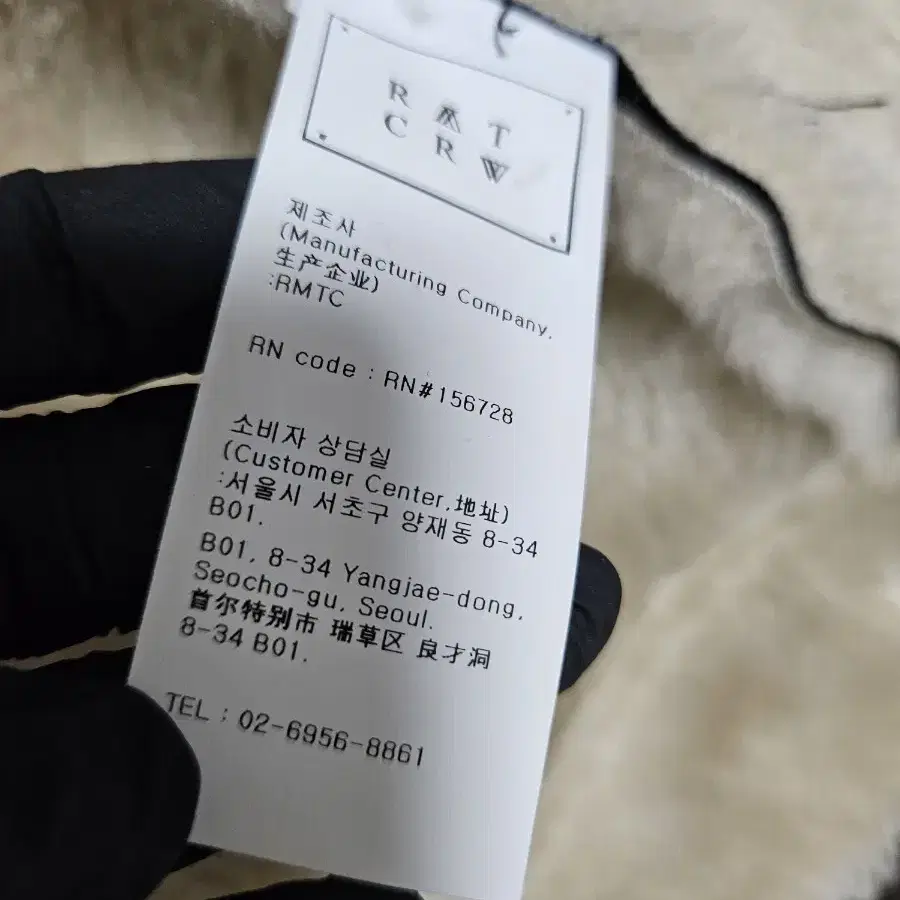 R M T
C R W
제조사
(Manufacturing Company,
生产企业)
:RMTC
RN code : RN#156728
소비자 상담실
(Customer Center,地址)
:서울시 서초구 양재동 8-34
B01.
B01, 8-34 Yangjae-dong,
Seocho-gu, Seoul.
首尔特别市 瑞草区 良才洞
8-34 B01.
TEL : 02-6956-8861